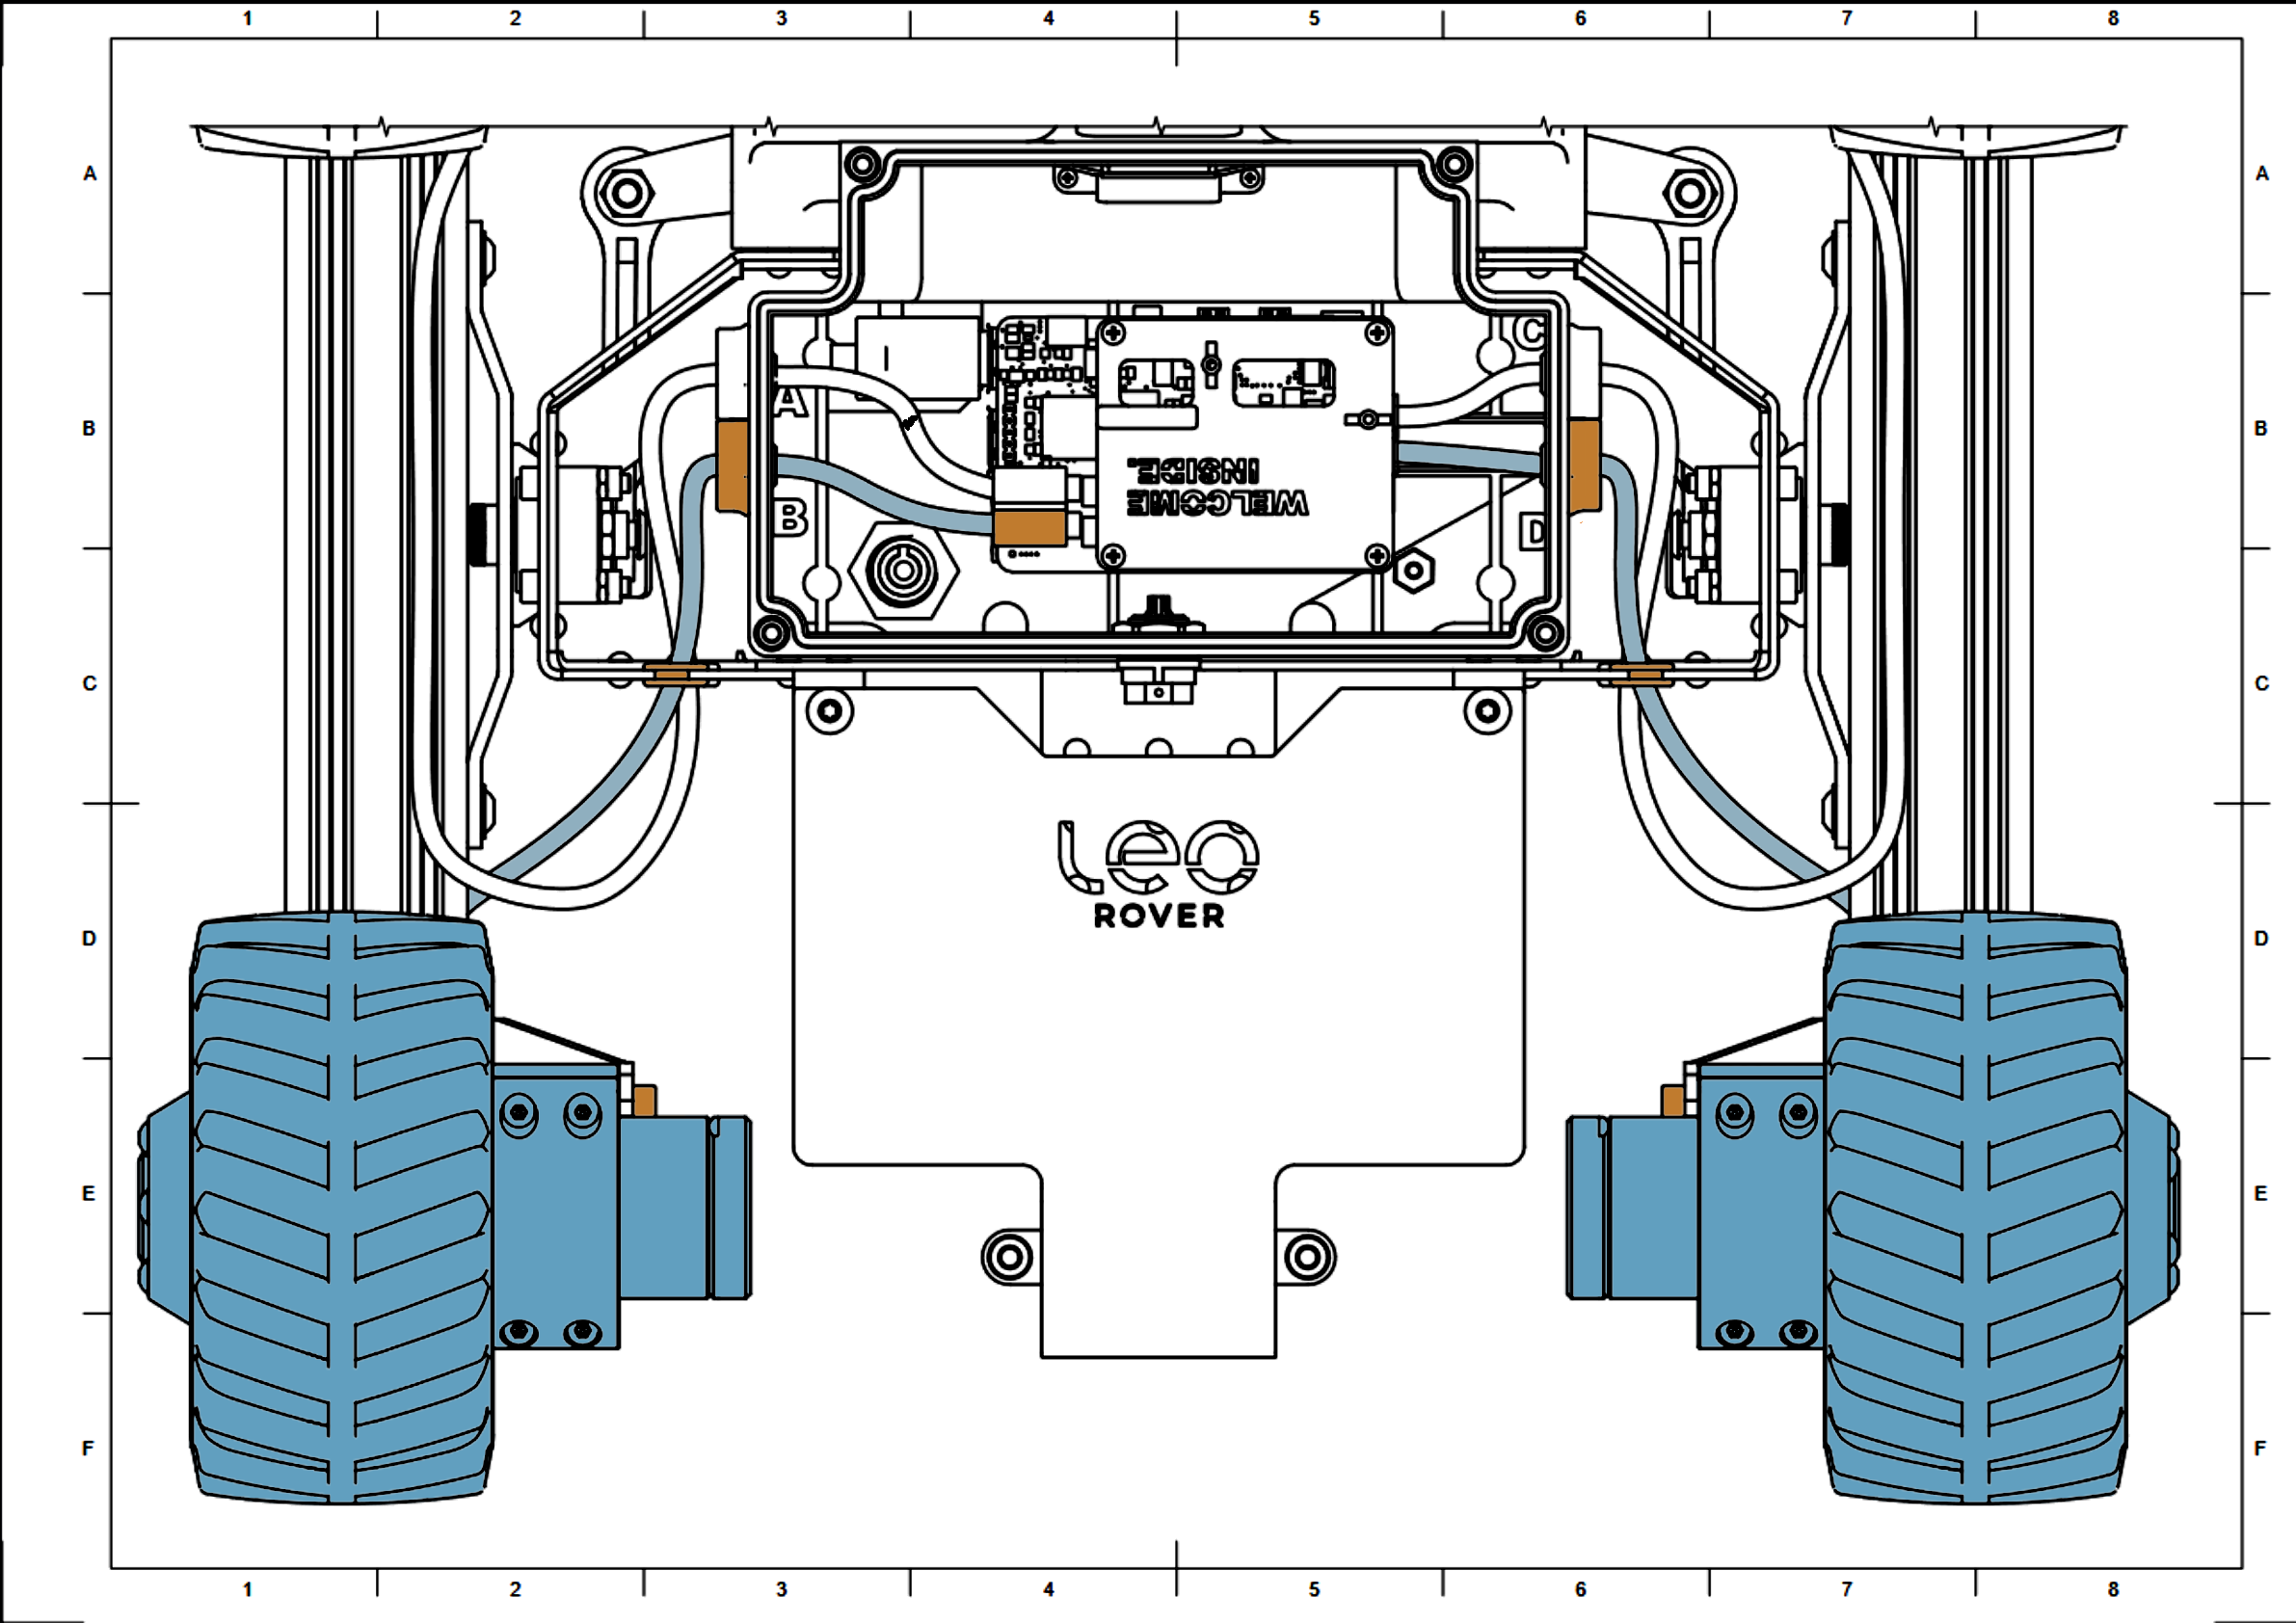 1 2 3 4 5 6 7 8
A A
C
A
B B
INSIDE.
WELCOME
B D
C C
leo
ROVER
D D
E E
F F
1 2 3 4 5 6 7 8